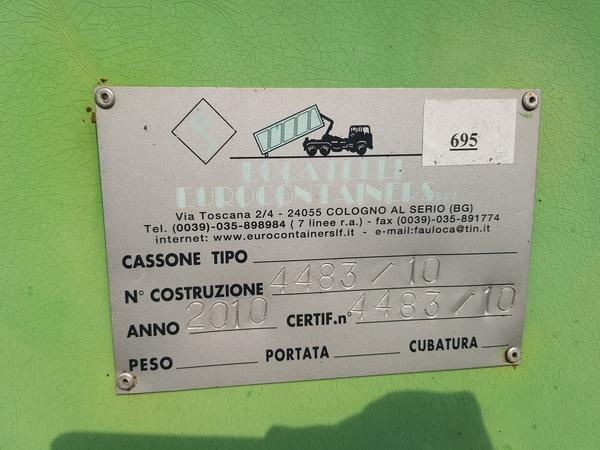 695
LOCATELLI
EUROCONTAINERS S.P.A.
Via Toscana 2/4 - 24055 COLOGNO AL SERIO (BG)
Tel. (0039)-035-898984 ( 7 linee r.a.) - fax (0039)-035-891774
internet: www.eurocontainerslf.it - e-mail:fauloca@tin.it
CASSONE TIPO
N° COSTRUZIONE 4483/10
ANNO 2010 CERTIF.n° 4483/10
PESO PORTATA CUBATURA